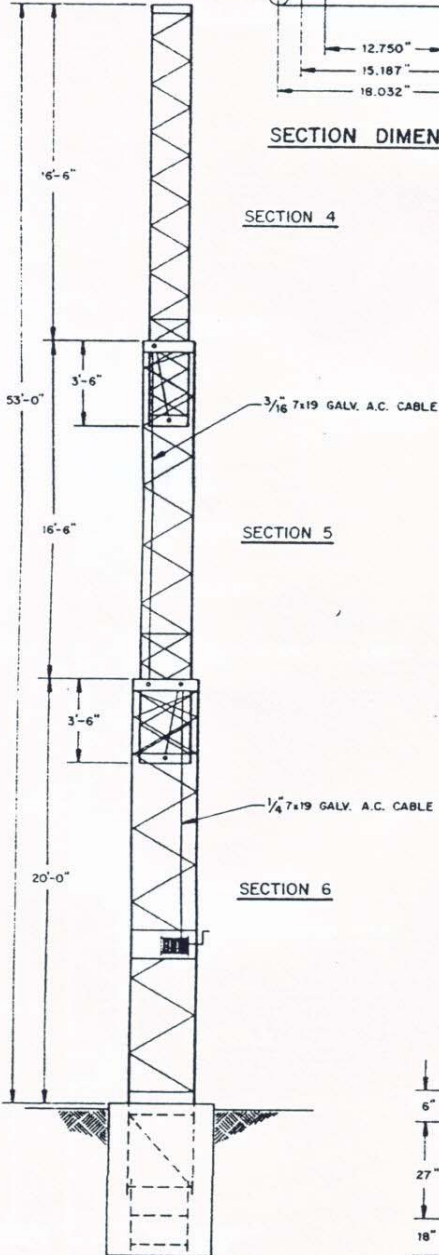 12.750"
15.187"
18.032"
SECTION DIMEN
16'-6"
SECTION 4
3'-6"
53'-0"
3/16" 7x19 GALV. A.C. CABLE
16'-6"
SECTION 5
3'-6"
1/4" 7x19 GALV. A.C. CABLE
20'-0"
SECTION 6
6"
27"
18"